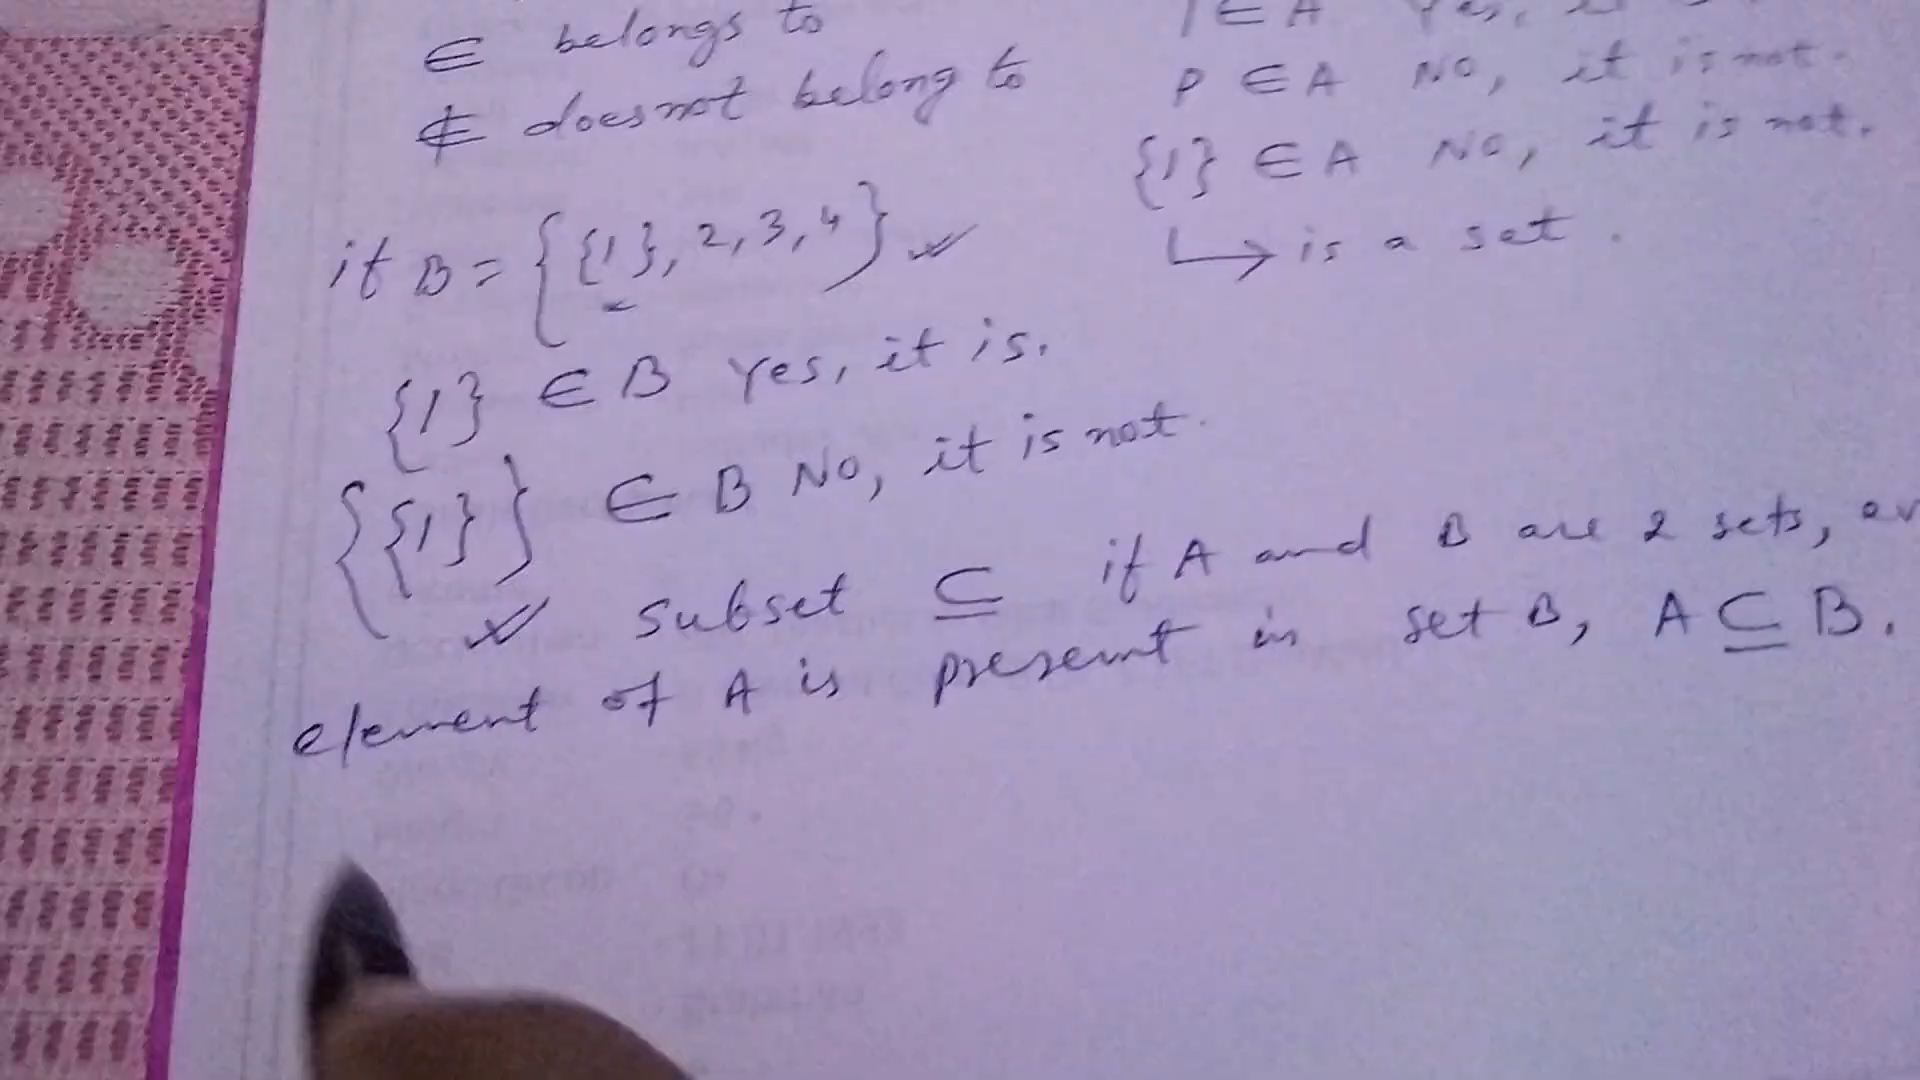 ∈ belongs to
∉ does not belong to
1 ∈ A Yes,
P ∈ A NO, it is not.
{1} ∈ A NO, it is not.
↳ is a set.
if B = {{1}, 2, 3, 4}
{1} ∈ B Yes, it is.
{{1}} ∈ B NO, it is not.
subset ⊆ if A and B are 2 sets,
element of A is present in set B, A ⊆ B.